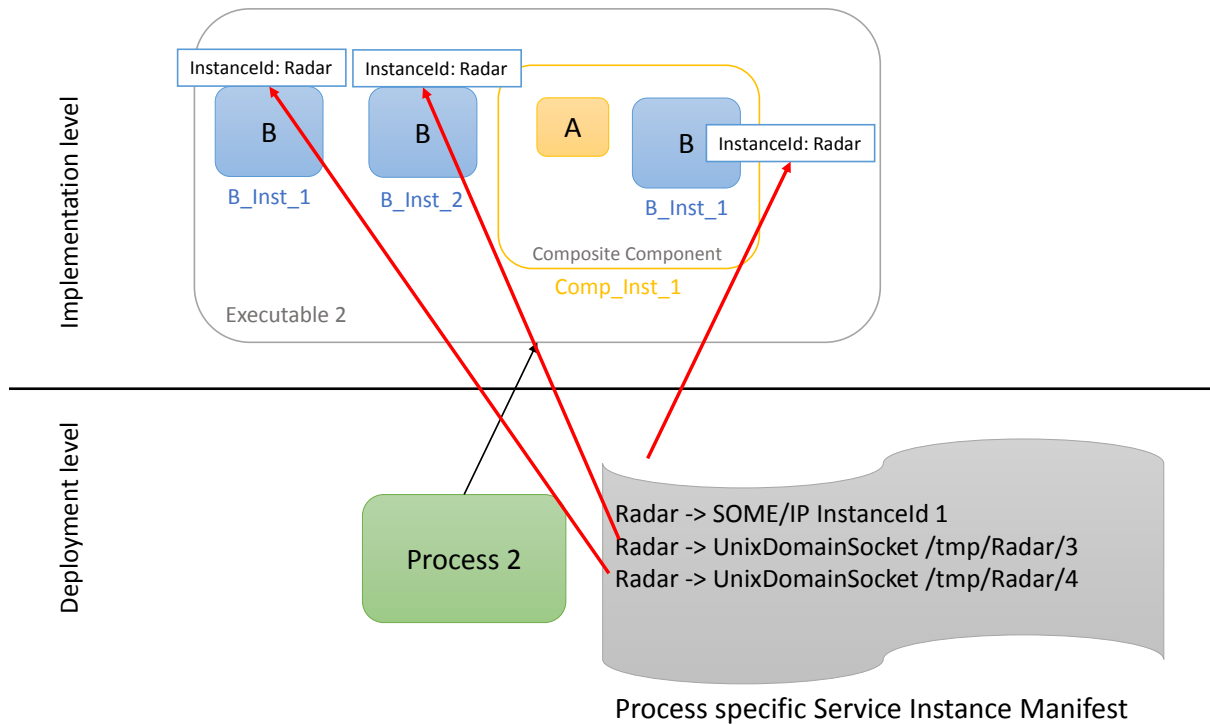 Implementation level
InstanceId: Radar
InstanceId: Radar
B
B
A
B
InstanceId: Radar
B_Inst_1
B_Inst_2
B_Inst_1
Composite Component
Comp_Inst_1
Executable 2
Deployment level
Process 2
Radar -> SOME/IP InstanceId 1
Radar -> UnixDomainSocket /tmp/Radar/3
Radar -> UnixDomainSocket /tmp/Radar/4
Process specific Service Instance Manifest